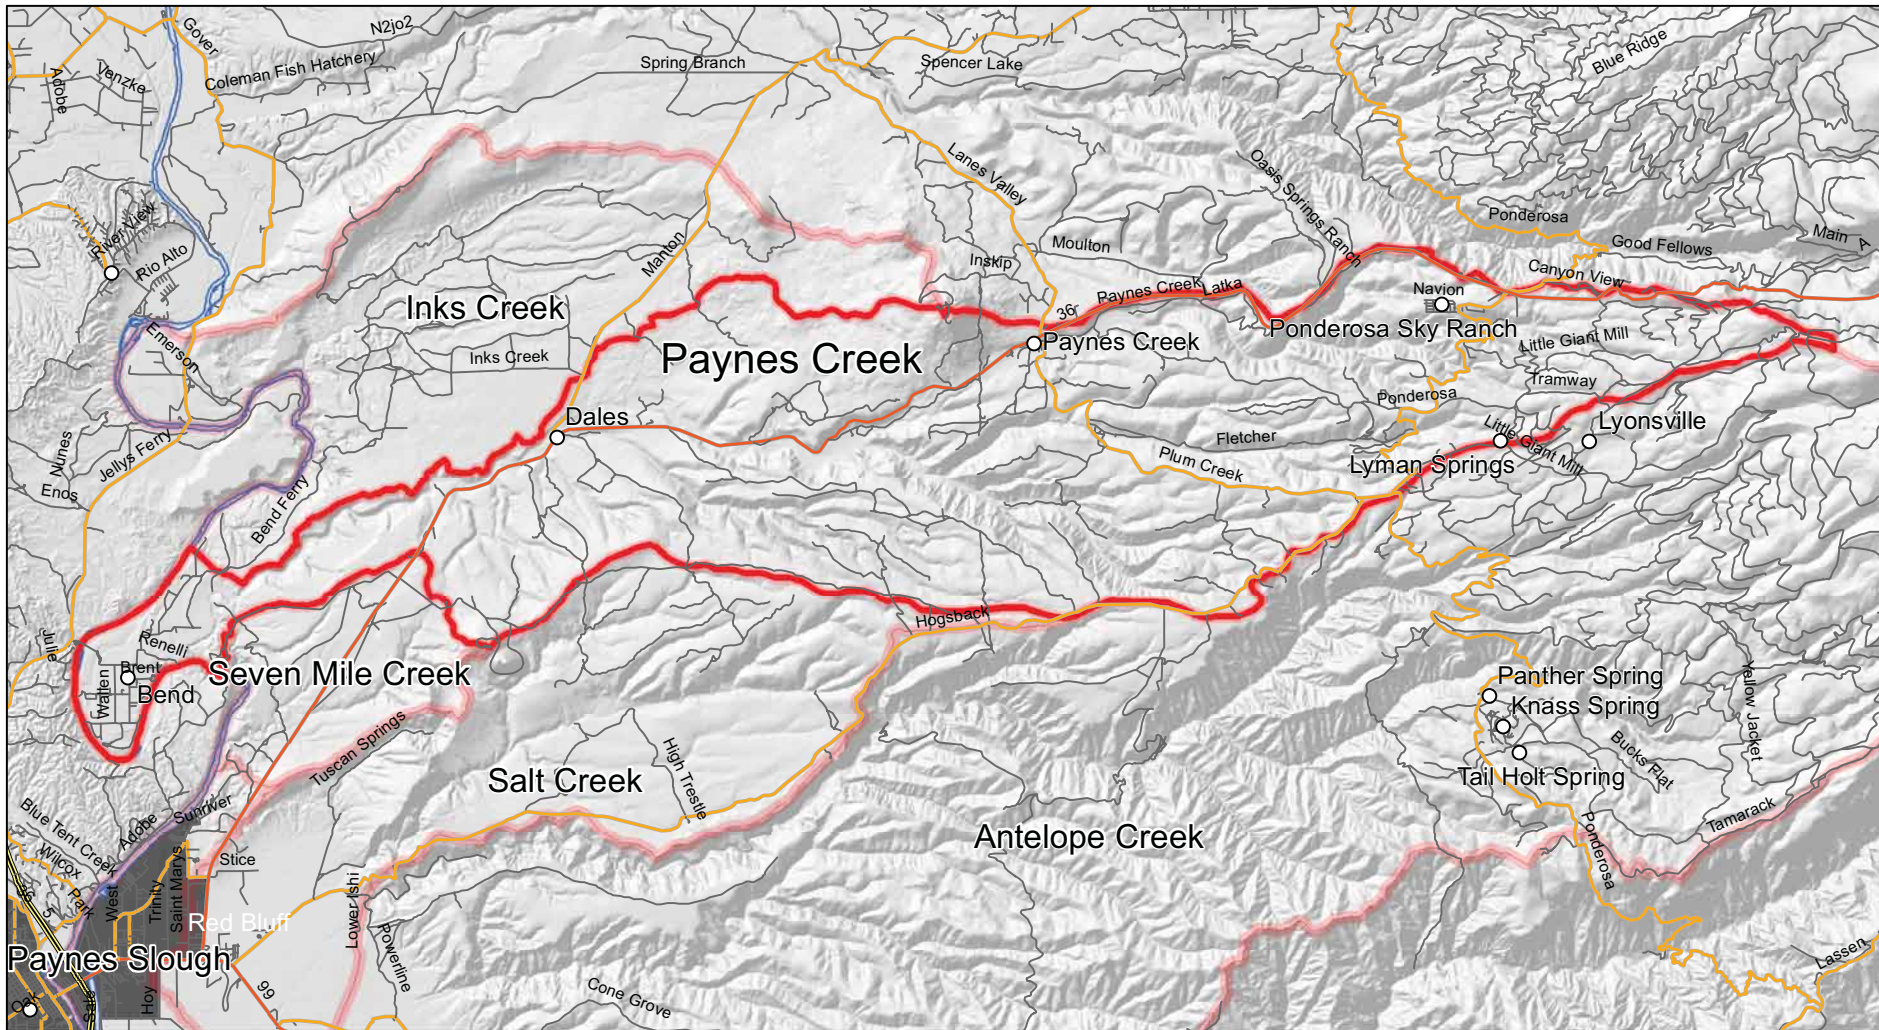 N2jo2
Gover
Coleman Fish Hatchery
Venzke
Adobe
Spring Branch
Spencer Lake
Blue Ridge
Lanes Valley
Oasis Springs Ranch
River View
Rio Alto
Manton
Inskip
Moulton
Ponderosa
Good Fellows
Main
A
Canyon View
Navion
Paynes Creek
Latka
36
Inks Creek
Ponderosa Sky Ranch
Emerson
Inks Creek
Paynes Creek
Paynes Creek
Little Giant Mill
Tramway
Ponderosa
Dales
Lyonsville
Little Giant Mill
Fletcher
Plum Creek
Lyman Springs
Nunes
Jellys Ferry
Enos
Bend Ferry
Julie
Renelli
Brent
Watten
Bend
Seven Mile Creek
Hogsback
Panther Spring
Knass Spring
Bucks Flat
Yellow Jacket
Tail Holt Spring
Tuscan Springs
Salt Creek
High Trestle
Antelope Creek
Tamarack
Ponderosa
Lassen
Sunriver
Adobe
Blue Tent Creek
Wilcox
Park
West
Trinity
Saint Marys
Stice
Red Bluff
36
5
Lower Ishi
Powerline
Paynes Slough
99
Cone Grove
Oak
Sale
Hoy